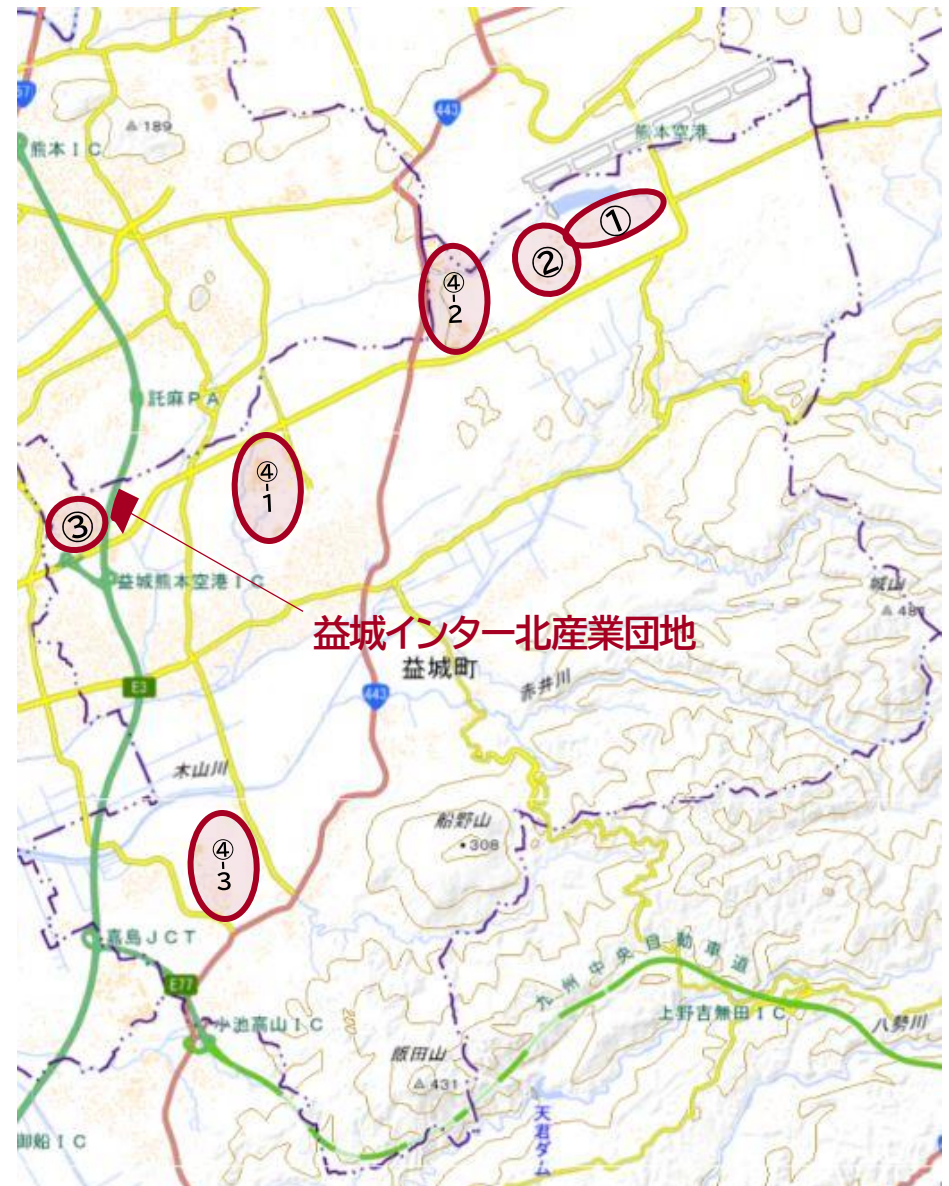 57
443
189
熊本空港
熊本IC
①
②
④-2
託麻PA
④-1
③
益城熊本空港IC
城山
益城インター北産業団地
益城町
赤井川
E3
443
木山川
船野山
308
④-3
嘉島JCT
九州中央自動車道
E77
上野吉無田IC
小池高山IC
200
八勢川
飯田山
431
天君ダム
御船IC